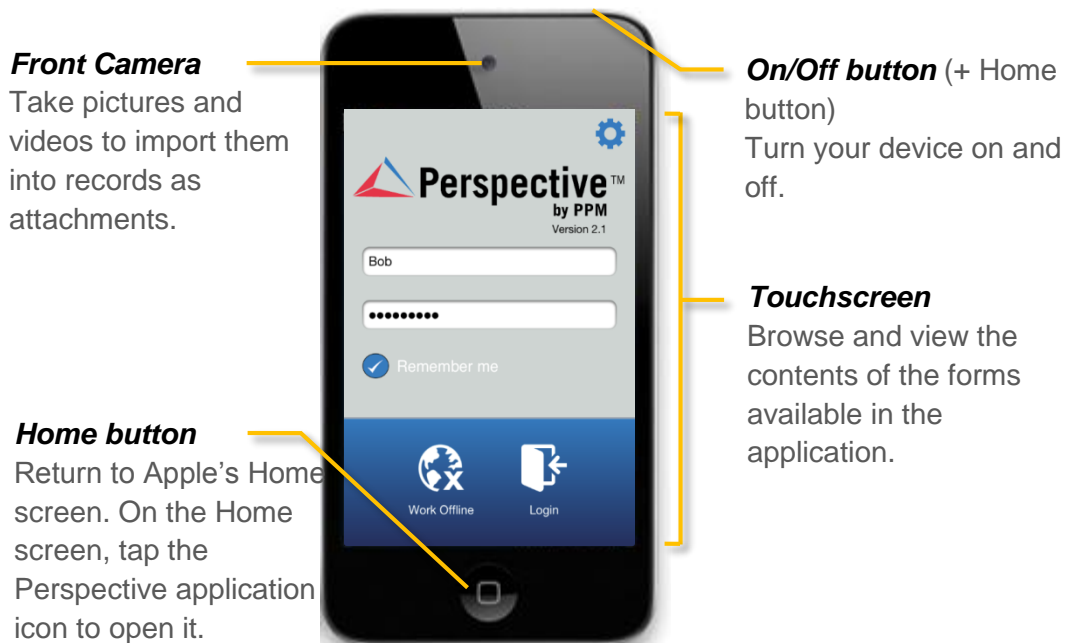 Front Camera
Take pictures and
videos to import them
into records as
attachments.
Home button
Return to Apple’s Home
screen. On the Home
screen, tap the
Perspective application
icon to open it.
Perspective™
by PPM
Version 2.1
Bob
•••••••••
Remember me
Work Offline
Login
On/Off button (+ Home
button)
Turn your device on and
off.
Touchscreen
Browse and view the
contents of the forms
available in the
application.